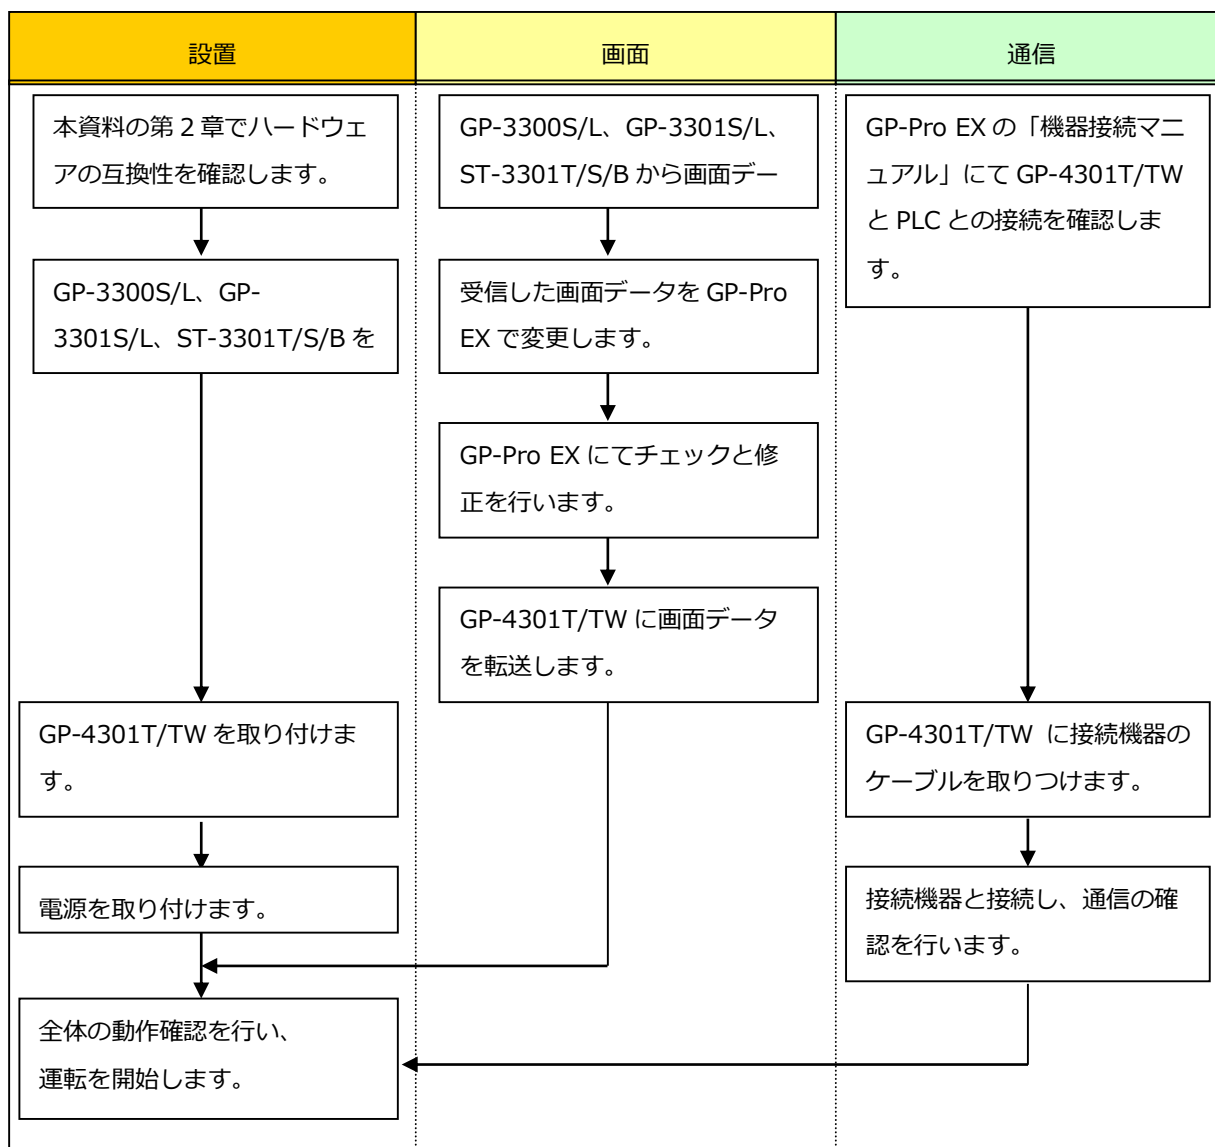 設置
画面
通信
本資料の第2章でハードウェ
アの互換性を確認します。
GP-3300S/L、GP-
3301S/L、ST-3301T/S/B を
GP-4301T/TW を取り付けま
す。
電源を取り付けます。
全体の動作確認を行い、
運転を開始します。
GP-3300S/L、GP-3301S/L、
ST-3301T/S/B から画面デー
受信した画面データを GP-Pro
EX で変更します。
GP-Pro EX にてチェックと修
正を行います。
GP-4301T/TW に画面データ
を転送します。
GP-Pro EX の「機器接続マニ
ュアル」にて GP-4301T/TW
と PLC との接続を確認しま
す。
GP-4301T/TW に接続機器の
ケーブルを取りつけます。
接続機器と接続し、通信の確
認を行います。